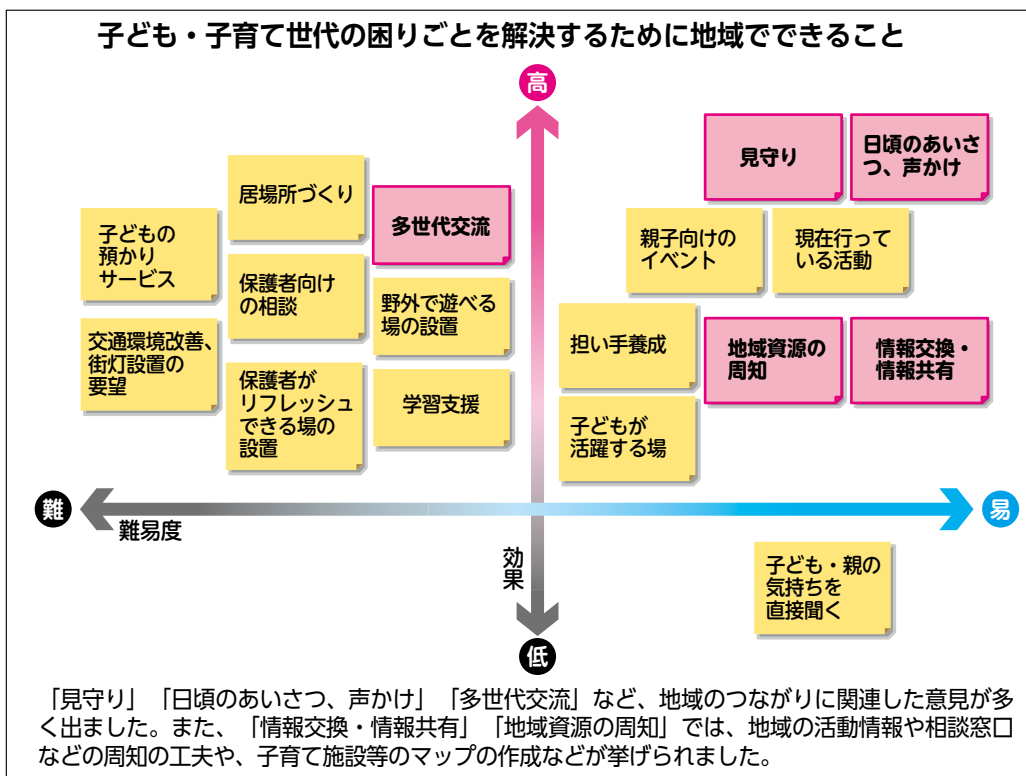 子ども・子育て世代の困りごとを解決するために地域でできること
高
見守り
日頃のあいさ
つ、声かけ
居場所づくり
多世代交流
子どもの
預かり
サービス
親子向けの
イベント
現在行って
いる活動
保護者向け
の相談
野外で遊べる
場の設置
交通環境改善、
街灯設置の
要望
担い手養成
地域資源の
周知
情報交換・
情報共有
保護者が
リフレッシュ
できる場の
設置
学習支援
子どもが
活躍する場
難
易
難易度
効果
子ども・親の
気持ちを
直接聞く
低
「見守り」「日頃のあいさつ、声かけ」「多世代交流」など、地域のつながりに関連した意見が多
く出ました。また、「情報交換・情報共有」「地域資源の周知」では、地域の活動情報や相談窓口
などの周知の工夫や、子育て施設等のマップの作成などが挙げられました。